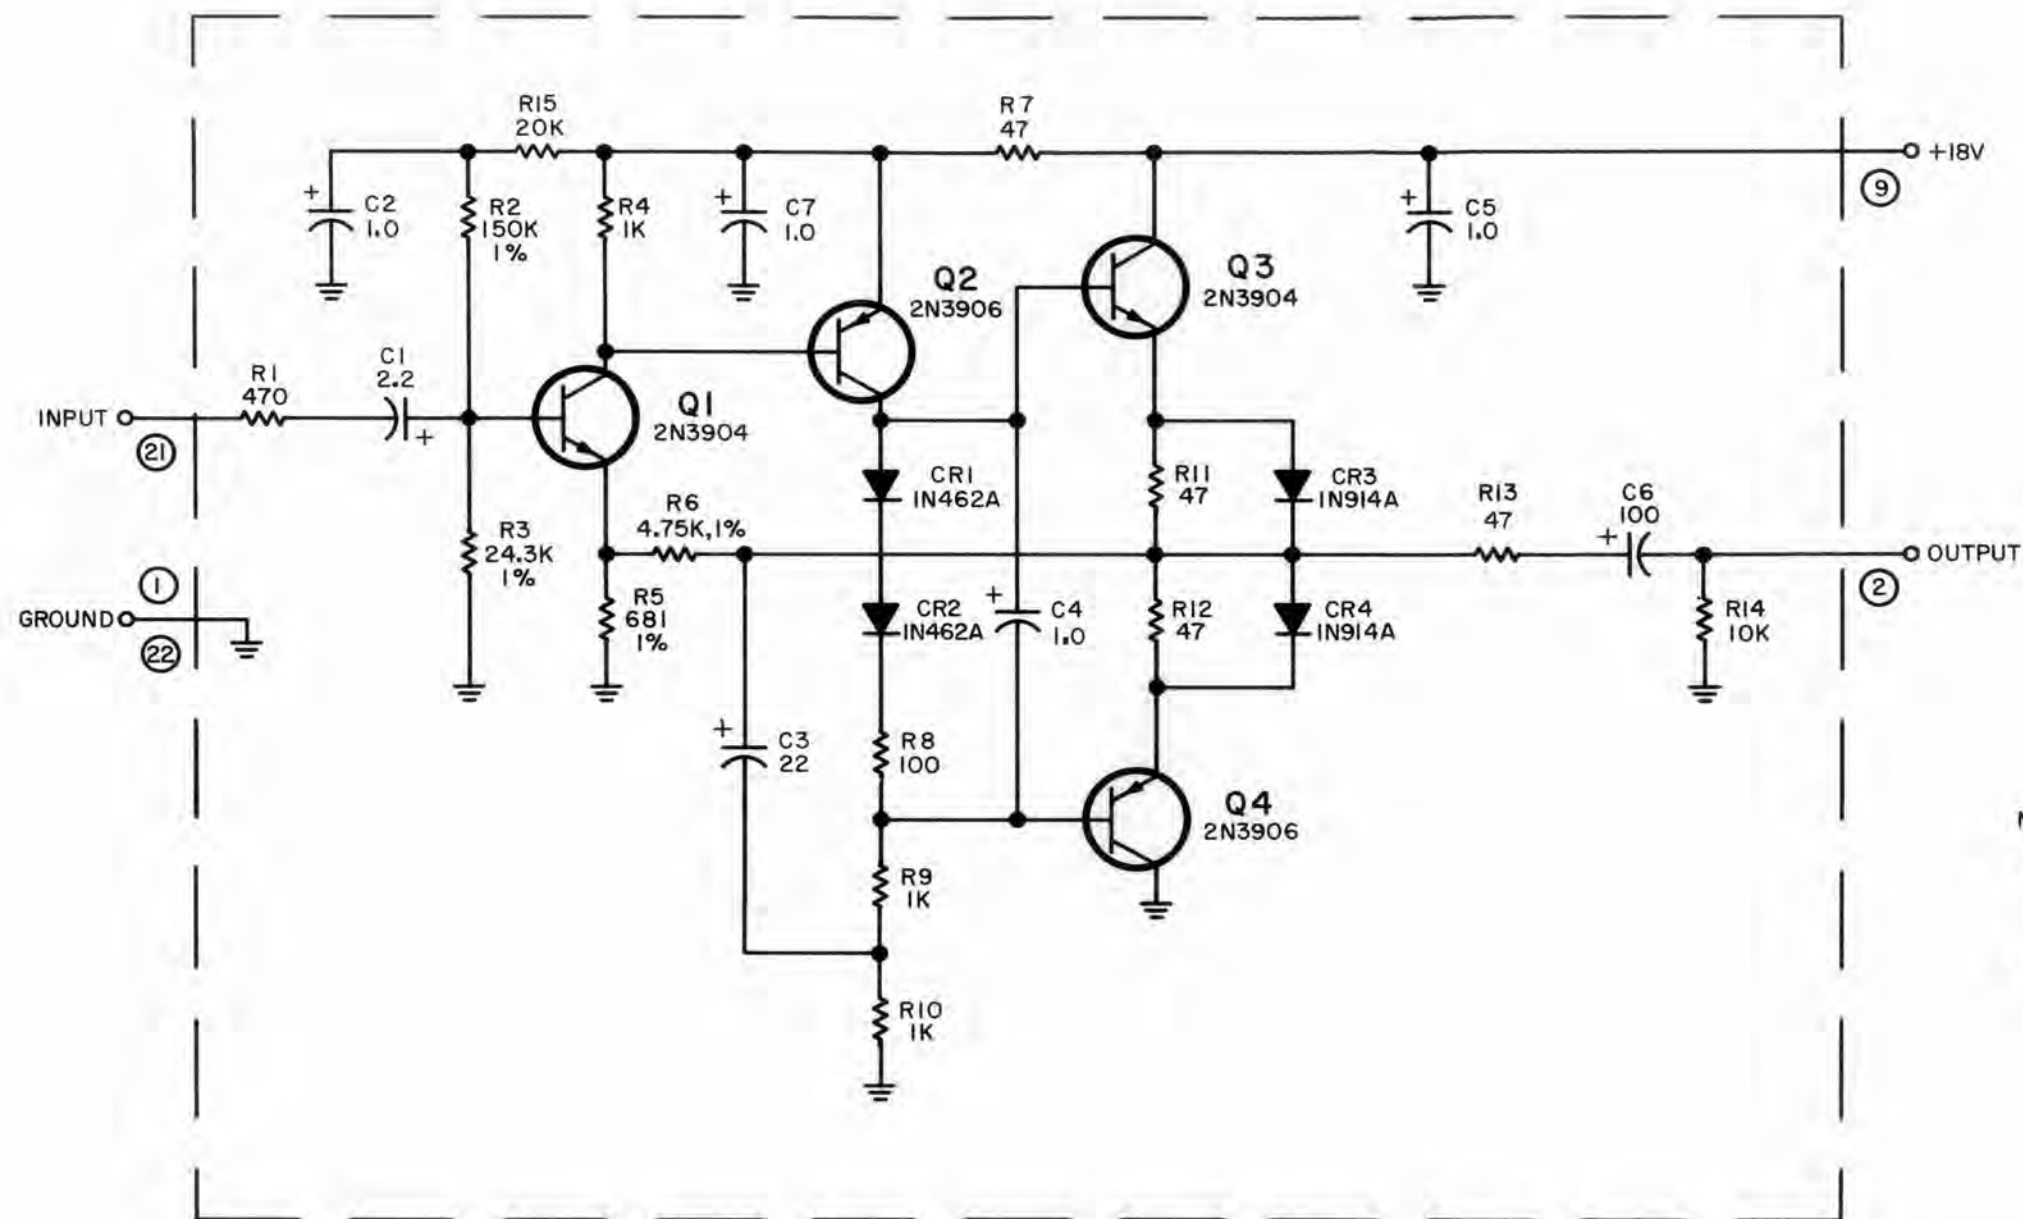 R15
20K
R7
47
+18V
9
+
C2
1.0
R2
150K
1%
R4
1K
+
C7
1.0
+
C5
1.0
Q2
2N3906
Q3
2N3904
INPUT
21
R1
470
C1
2.2
+
Q1
2N3904
CR1
1N462A
R11
47
CR3
1N914A
R13
47
C6
100
+
R6
4.75K,1%
R3
24.3K
1%
OUTPUT
2
1
GROUND
22
R5
681
1%
CR2
1N462A
+
C4
1.0
R12
47
CR4
1N914A
R14
10K
+
C3
22
R8
100
Q4
2N3906
R9
1K
R10
1K